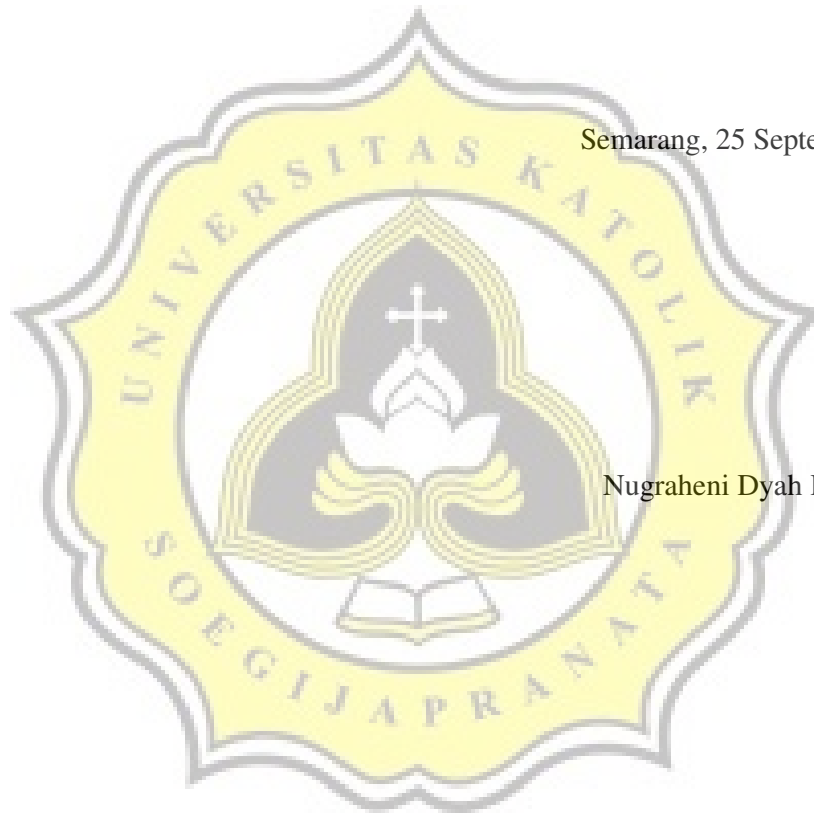 UNIVERSITAS KATOLIK
Semarang, 25 Septe
Nugraheni Dyah
SOEGIJAPRANATA